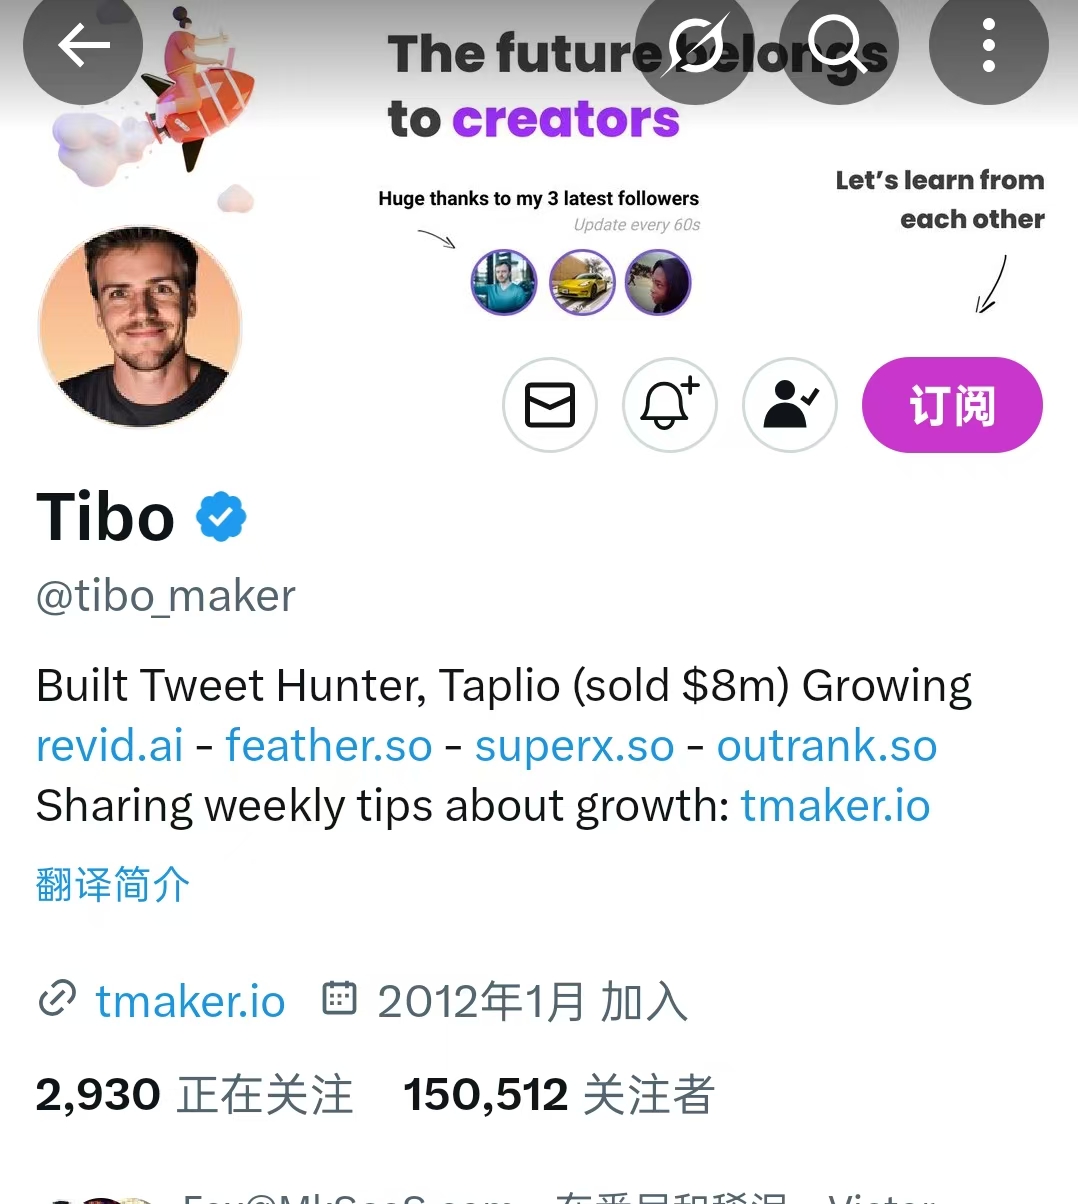 The future belongs
to creators
Let's learn from
each other
Huge thanks to my 3 latest followers
Update every 60s
订阅
Tibo
@tibo_maker
Built Tweet Hunter, Taplio (sold $8m) Growing
revid.ai - feather.so - superx.so - outrank.so
Sharing weekly tips about growth: tmaker.io
翻译简介
tmaker.io 2012年1月 加入
2,930 正在关注 150,512 关注者